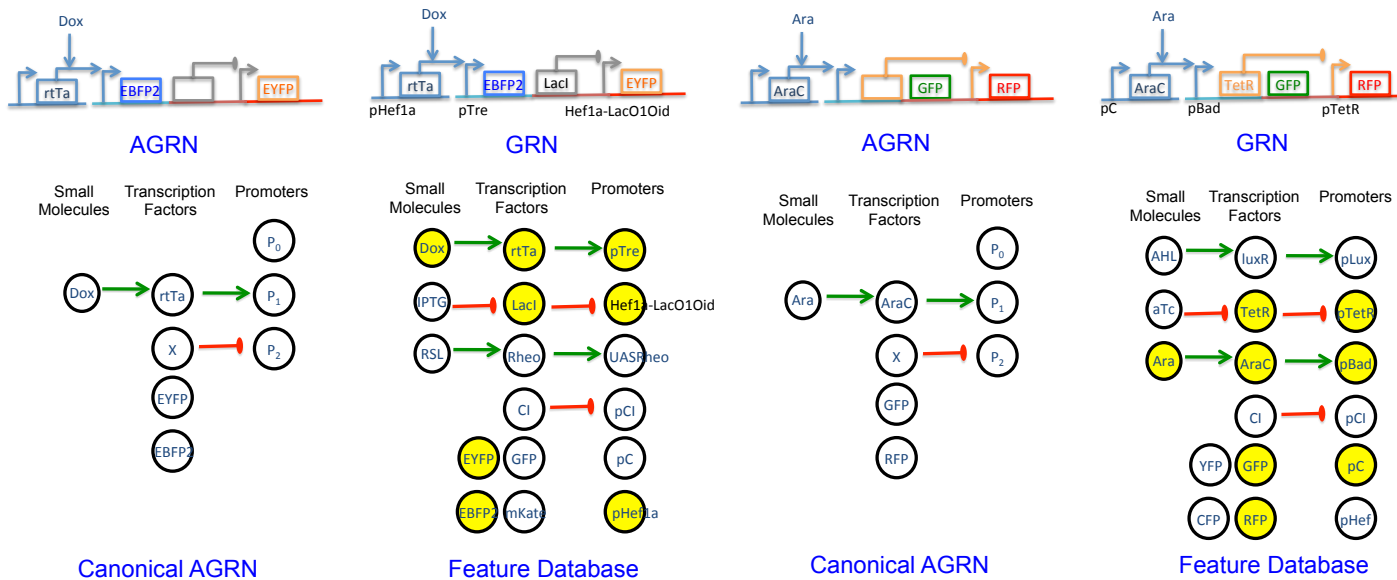 Dox
rtTa
EBFP2
EYFP
AGRN
Dox
rtTa
EBFP2
LacI
EYFP
pHef1a
pTre
Hef1a-LacO1Oid
GRN
Ara
AraC
GFP
RFP
AGRN
Ara
AraC
TetR
GFP
RFP
pC
pBad
pTetR
GRN
Small Molecules
Transcription Factors
Promoters
P0
Dox
rtTa
P1
X
P2
EYFP
EBFP2
Canonical AGRN
Small Molecules
Transcription Factors
Promoters
Dox
rtTa
pTre
IPTG
LacI
Hef1a-LacO1Oid
RSL
Rheo
UASRheo
CI
pCI
EYFP
GFP
pC
EBFP2
mKate
pHef1a
Feature Database
Small Molecules
Transcription Factors
Promoters
P0
Ara
AraC
P1
X
P2
GFP
RFP
Canonical AGRN
Small Molecules
Transcription Factors
Promoters
AHL
luxR
pLux
aTc
TetR
pTetR
Ara
AraC
pBad
CI
pCI
YFP
GFP
pC
CFP
RFP
pHef
Feature Database